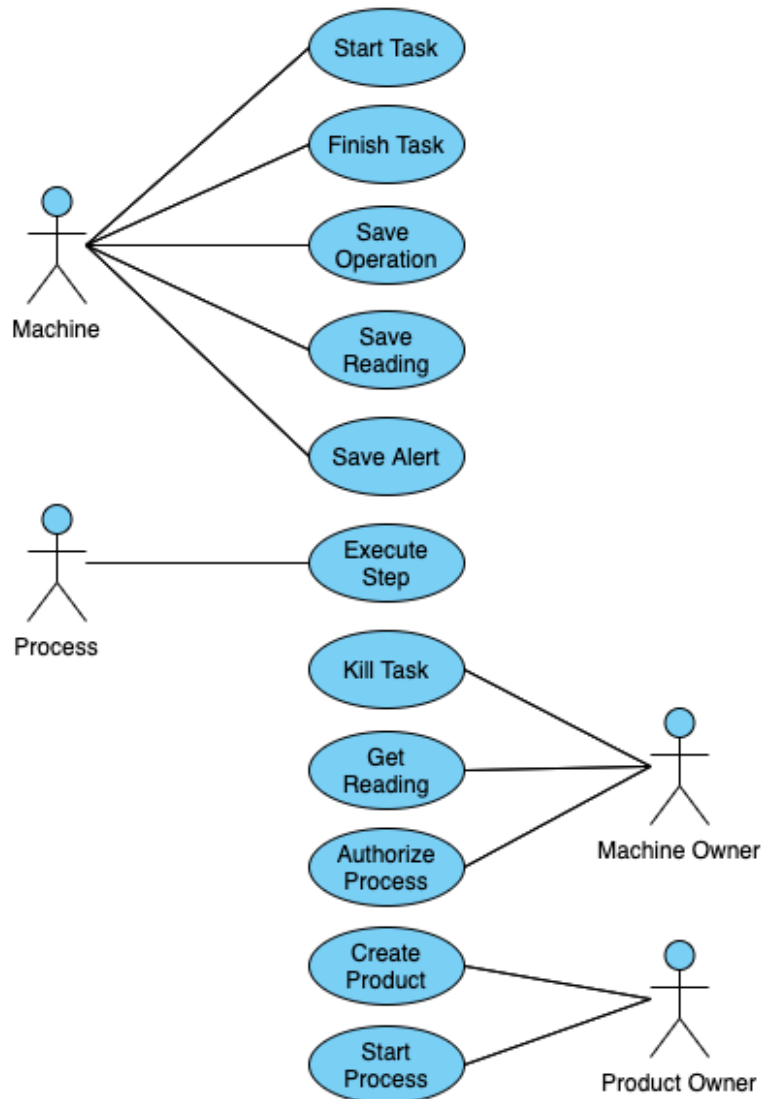 Start Task
Finish Task
Save
Operation
Machine
Save
Reading
Save Alert
Execute
Step
Process
Kill Task
Get
Reading
Machine Owner
Authorize
Process
Create
Product
Start
Process
Product Owner